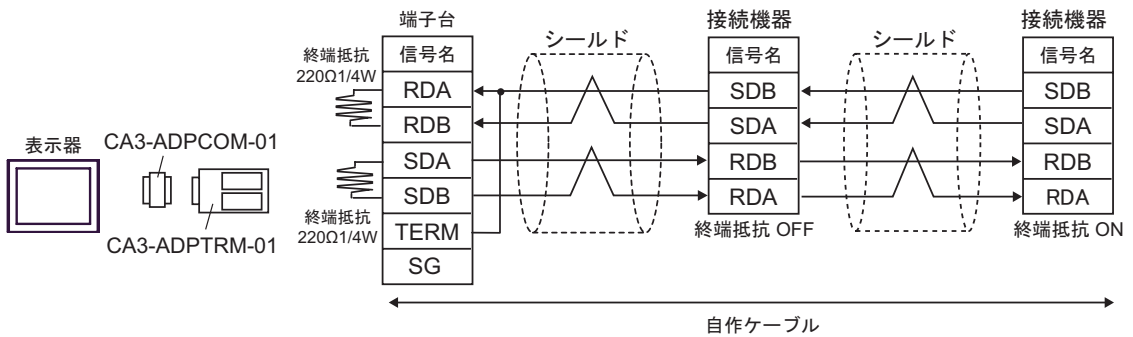 表示器
CA3-ADPCOM-01
CA3-ADPTRM-01
終端抵抗
220Ω1/4W
終端抵抗
220Ω1/4W
端子台
信号名
RDA
RDB
SDA
SDB
TERM
SG
シールド
接続機器
信号名
SDB
SDA
RDB
RDA
終端抵抗 OFF
シールド
接続機器
信号名
SDB
SDA
RDB
RDA
終端抵抗 ON
自作ケーブル